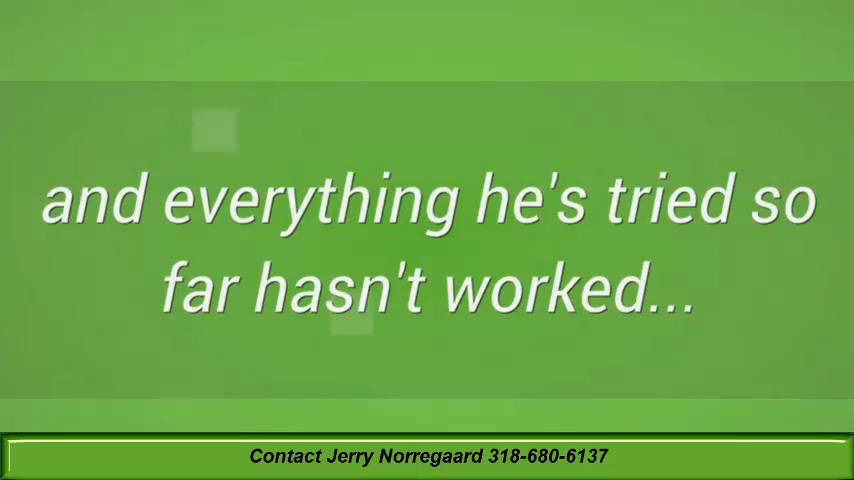 and everything he's tried so
far hasn't worked...
Contact Jerry Norregaard 318-680-6137